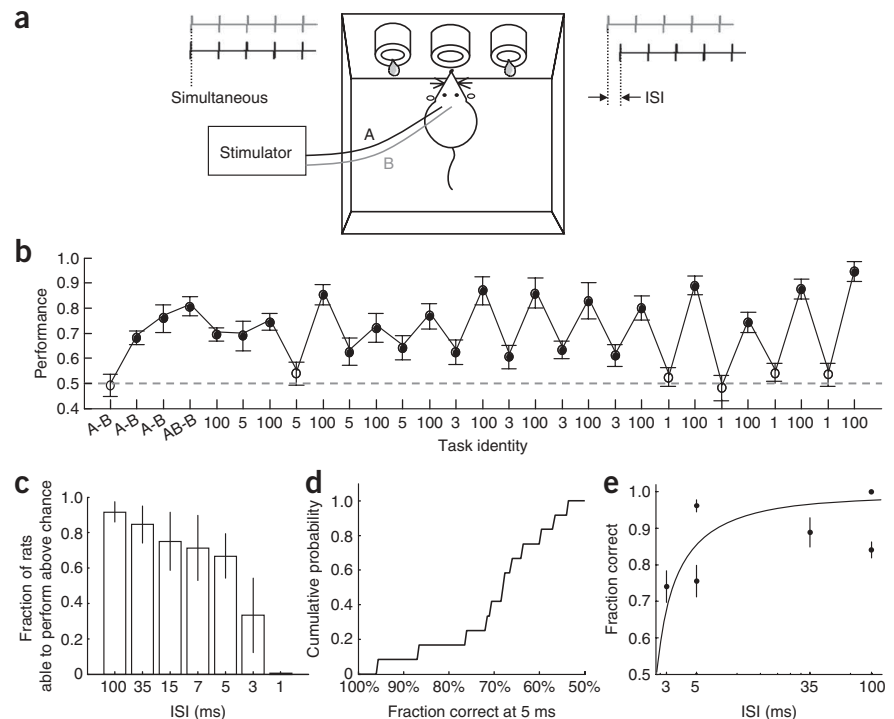 a
Simultaneous
ISI
Stimulator
A
B
b
Performance
1.0
0.9
0.8
0.7
0.6
0.5
0.4
A-B A-B A-B AB-B 100 5 100 5 100 5 100 5 100 3 100 3 100 3 100 3 100 1 100 1 100 1 100 1 100
Task identity
c
Fraction of rats
able to perform above chance
1.0
0.8
0.6
0.4
0.2
0
100 35 15 7 5 3 1
ISI (ms)
d
Cumulative probability
1.0
0.8
0.6
0.4
0.2
0
100% 90% 80% 70% 60% 50%
Fraction correct at 5 ms
e
Fraction correct
1.0
0.9
0.8
0.7
0.6
0.5
3 5 35 100
ISI (ms)